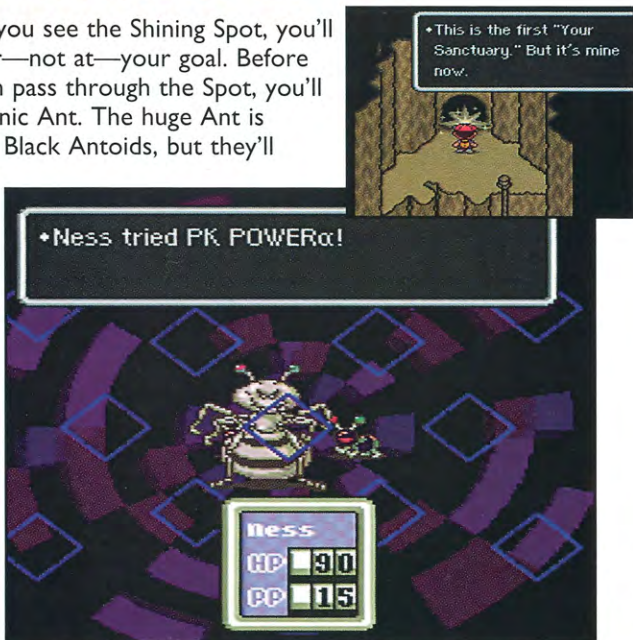 you see the Shining Spot, you'll
—not at—your goal. Before
pass through the Spot, you'll
nic Ant. The huge Ant is
Black Antoids, but they'll
•This is the first "Your
Sanctuary." But it's mine
now.
•Ness tried PK POWERα!
Ness
HP 90
PP 15